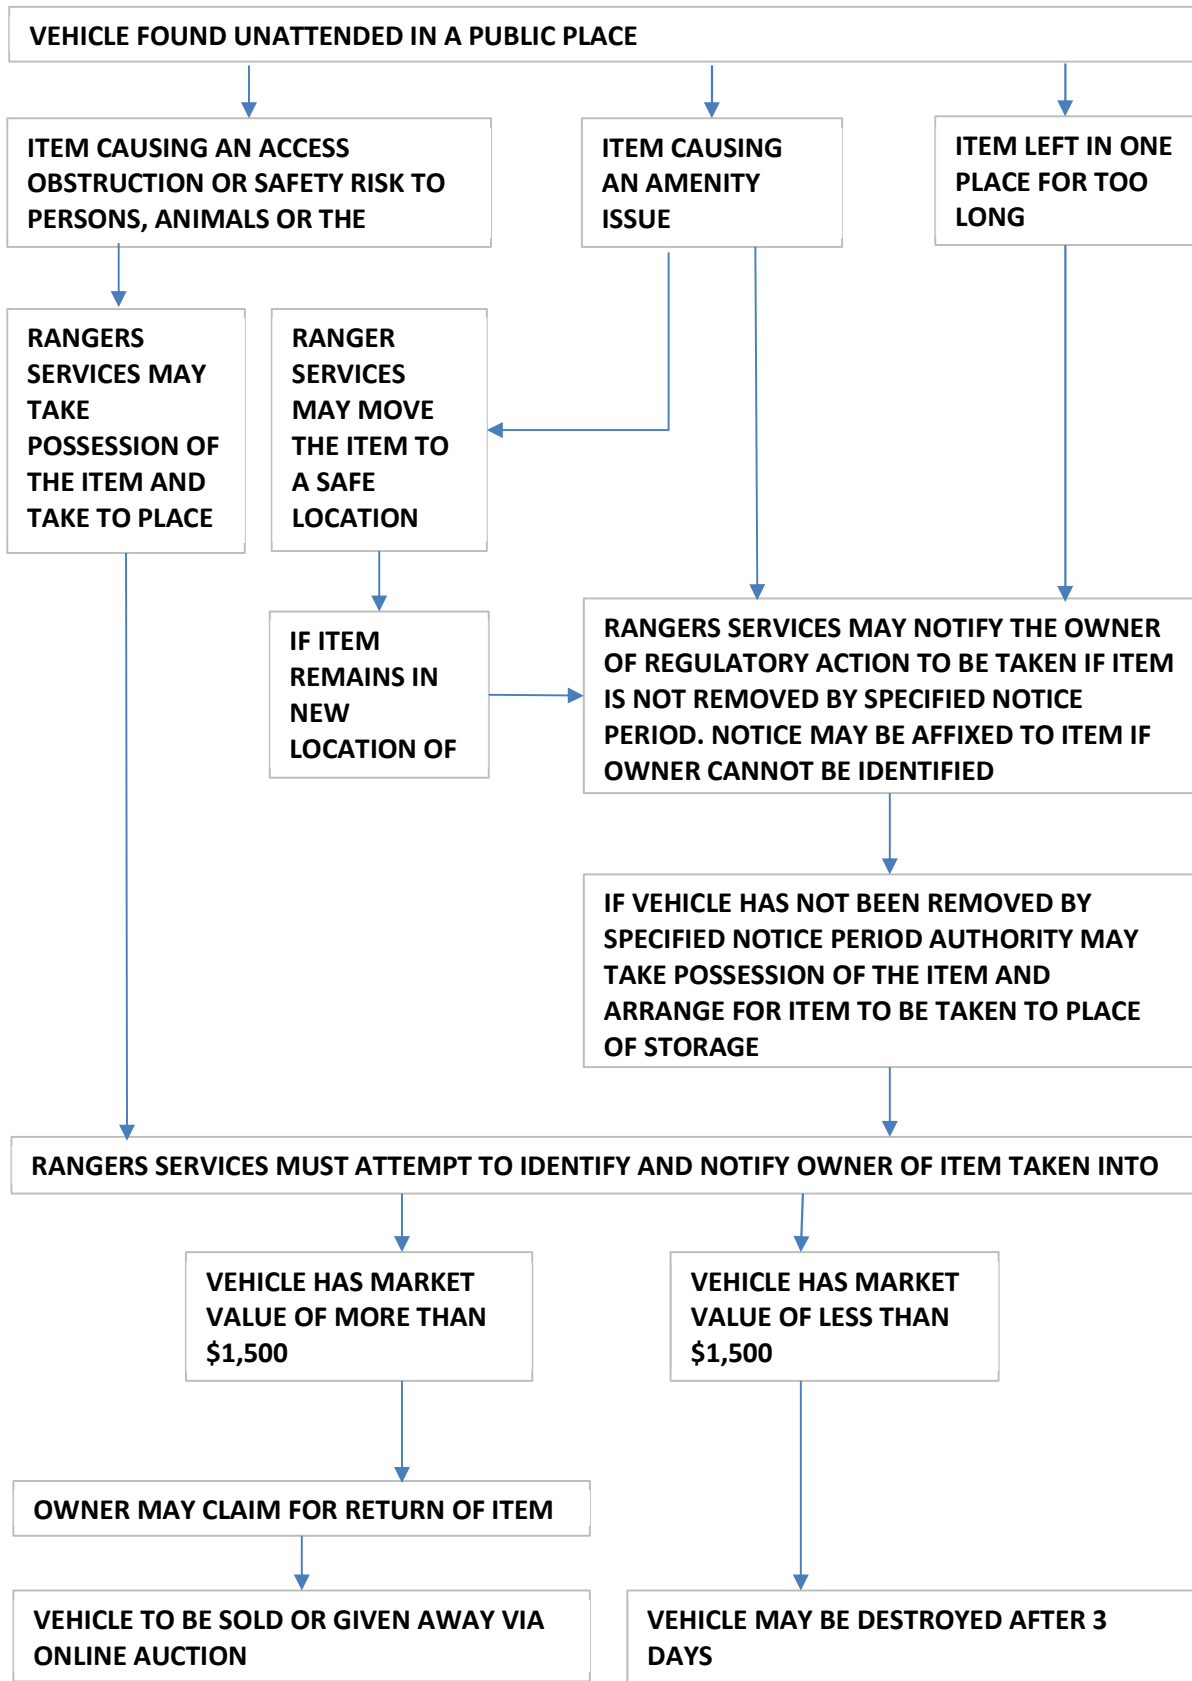 VEHICLE FOUND UNATTENDED IN A PUBLIC PLACE
ITEM CAUSING AN ACCESS
OBSTRUCTION OR SAFETY RISK TO
PERSONS, ANIMALS OR THE
ITEM CAUSING
AN AMENITY
ISSUE
ITEM LEFT IN ONE
PLACE FOR TOO
LONG
RANGERS
SERVICES MAY
TAKE
POSSESSION OF
THE ITEM AND
TAKE TO PLACE
RANGER
SERVICES
MAY MOVE
THE ITEM TO
A SAFE
LOCATION
IF ITEM
REMAINS IN
NEW
LOCATION OF
RANGERS SERVICES MAY NOTIFY THE OWNER
OF REGULATORY ACTION TO BE TAKEN IF ITEM
IS NOT REMOVED BY SPECIFIED NOTICE
PERIOD. NOTICE MAY BE AFFIXED TO ITEM IF
OWNER CANNOT BE IDENTIFIED
IF VEHICLE HAS NOT BEEN REMOVED BY
SPECIFIED NOTICE PERIOD AUTHORITY MAY
TAKE POSSESSION OF THE ITEM AND
ARRANGE FOR ITEM TO BE TAKEN TO PLACE
OF STORAGE
RANGERS SERVICES MUST ATTEMPT TO IDENTIFY AND NOTIFY OWNER OF ITEM TAKEN INTO
VEHICLE HAS MARKET
VALUE OF MORE THAN
$1,500
VEHICLE HAS MARKET
VALUE OF LESS THAN
$1,500
OWNER MAY CLAIM FOR RETURN OF ITEM
VEHICLE TO BE SOLD OR GIVEN AWAY VIA
ONLINE AUCTION
VEHICLE MAY BE DESTROYED AFTER 3
DAYS